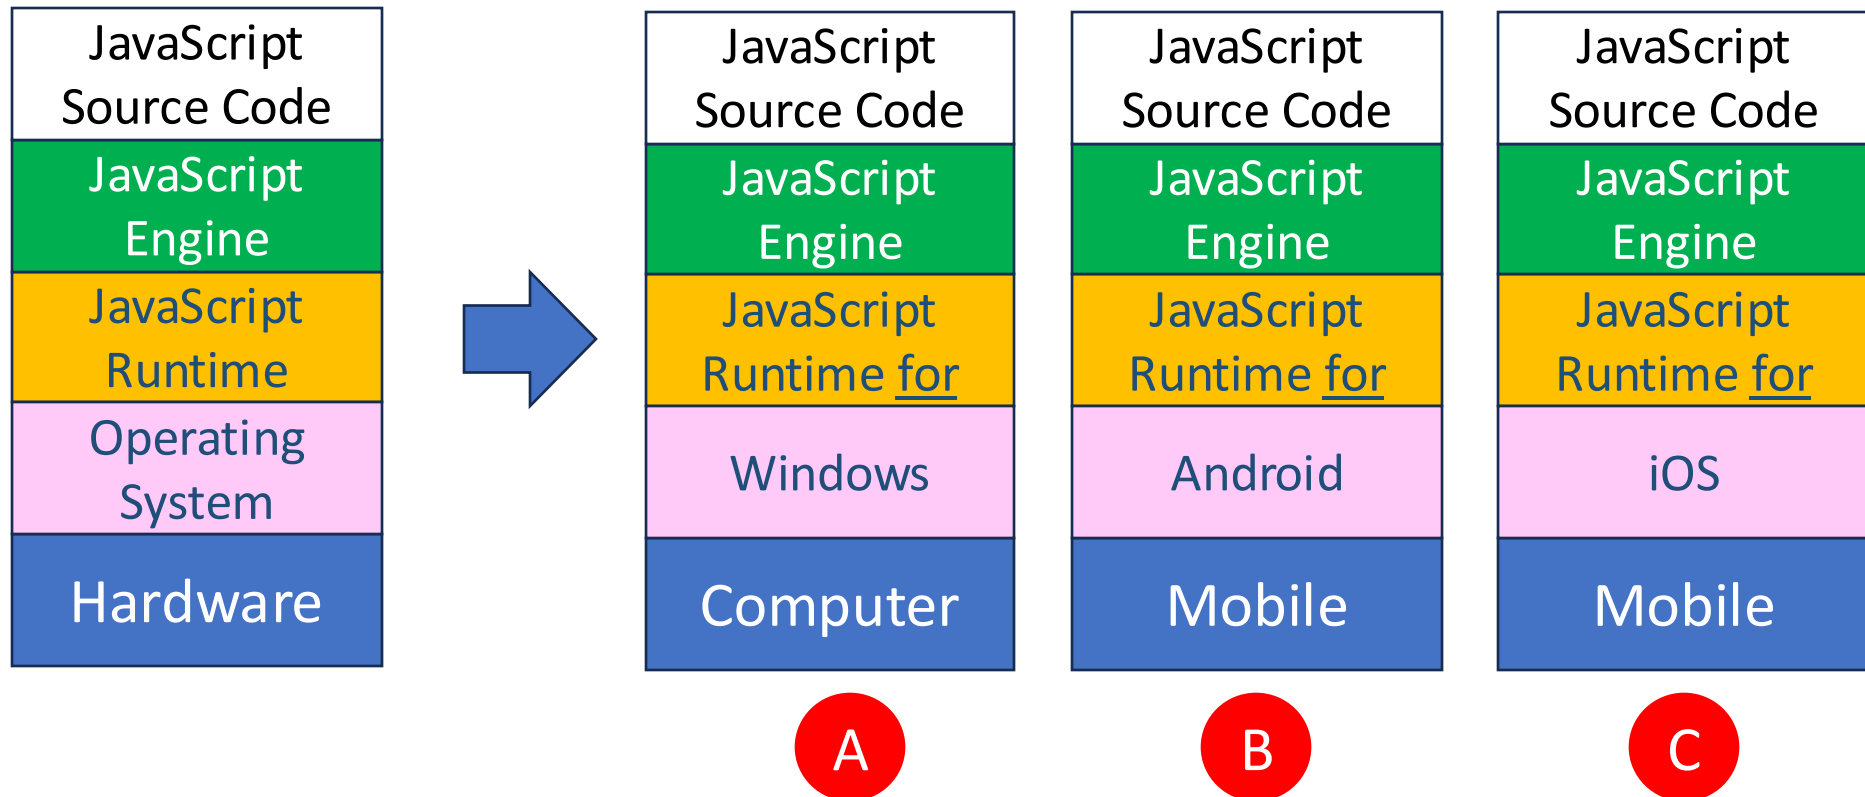 JavaScript
Source Code
JavaScript
Engine
JavaScript
Runtime
Operating
System
Hardware
JavaScript
Source Code
JavaScript
Engine
JavaScript
Runtime for
Windows
Computer
A
JavaScript
Source Code
JavaScript
Engine
JavaScript
Runtime for
Android
Mobile
B
JavaScript
Source Code
JavaScript
Engine
JavaScript
Runtime for
iOS
Mobile
C